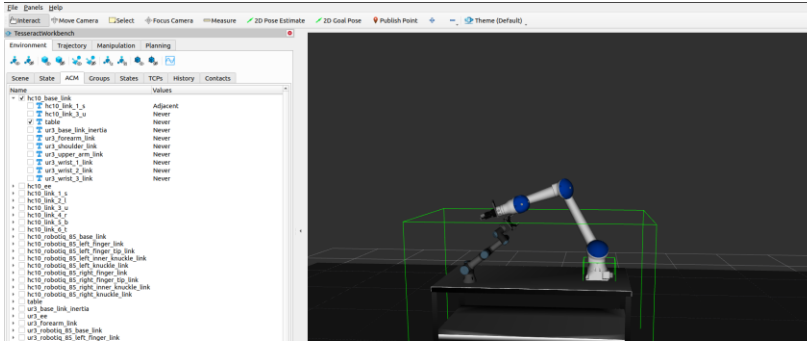 File Panels Help
Interact Move Camera Select Focus Camera Measure 2D Pose Estimate 2D Goal Pose Publish Point Theme (Default)
TesseractWorkbench
Environment Trajectory Manipulation Planning
Scene State ACM Groups States TCPs History Contacts
Name Values
hc10_base_link
hc10_link_1_s Adjacent
hc10_link_3_u Never
table Never
ur3_base_link_inertia Never
ur3_forearm_link Never
ur3_shoulder_link Never
ur3_upper_arm_link Never
ur3_wrist_1_link Never
ur3_wrist_2_link Never
ur3_wrist_3_link Never
hc10_ee
hc10_link_1_s
hc10_link_2_l
hc10_link_3_u
hc10_link_4_r
hc10_link_5_b
hc10_link_6_t
hc10_robotiq_85_base_link
hc10_robotiq_85_left_finger_link
hc10_robotiq_85_left_finger_tip_link
hc10_robotiq_85_left_inner_knuckle_link
hc10_robotiq_85_left_knuckle_link
hc10_robotiq_85_right_finger_link
hc10_robotiq_85_right_finger_tip_link
hc10_robotiq_85_right_inner_knuckle_link
hc10_robotiq_85_right_knuckle_link
table
ur3_base_link_inertia
ur3_ee
ur3_forearm_link
ur3_robotiq_85_base_link
ur3_robotiq_85_left_finger_link